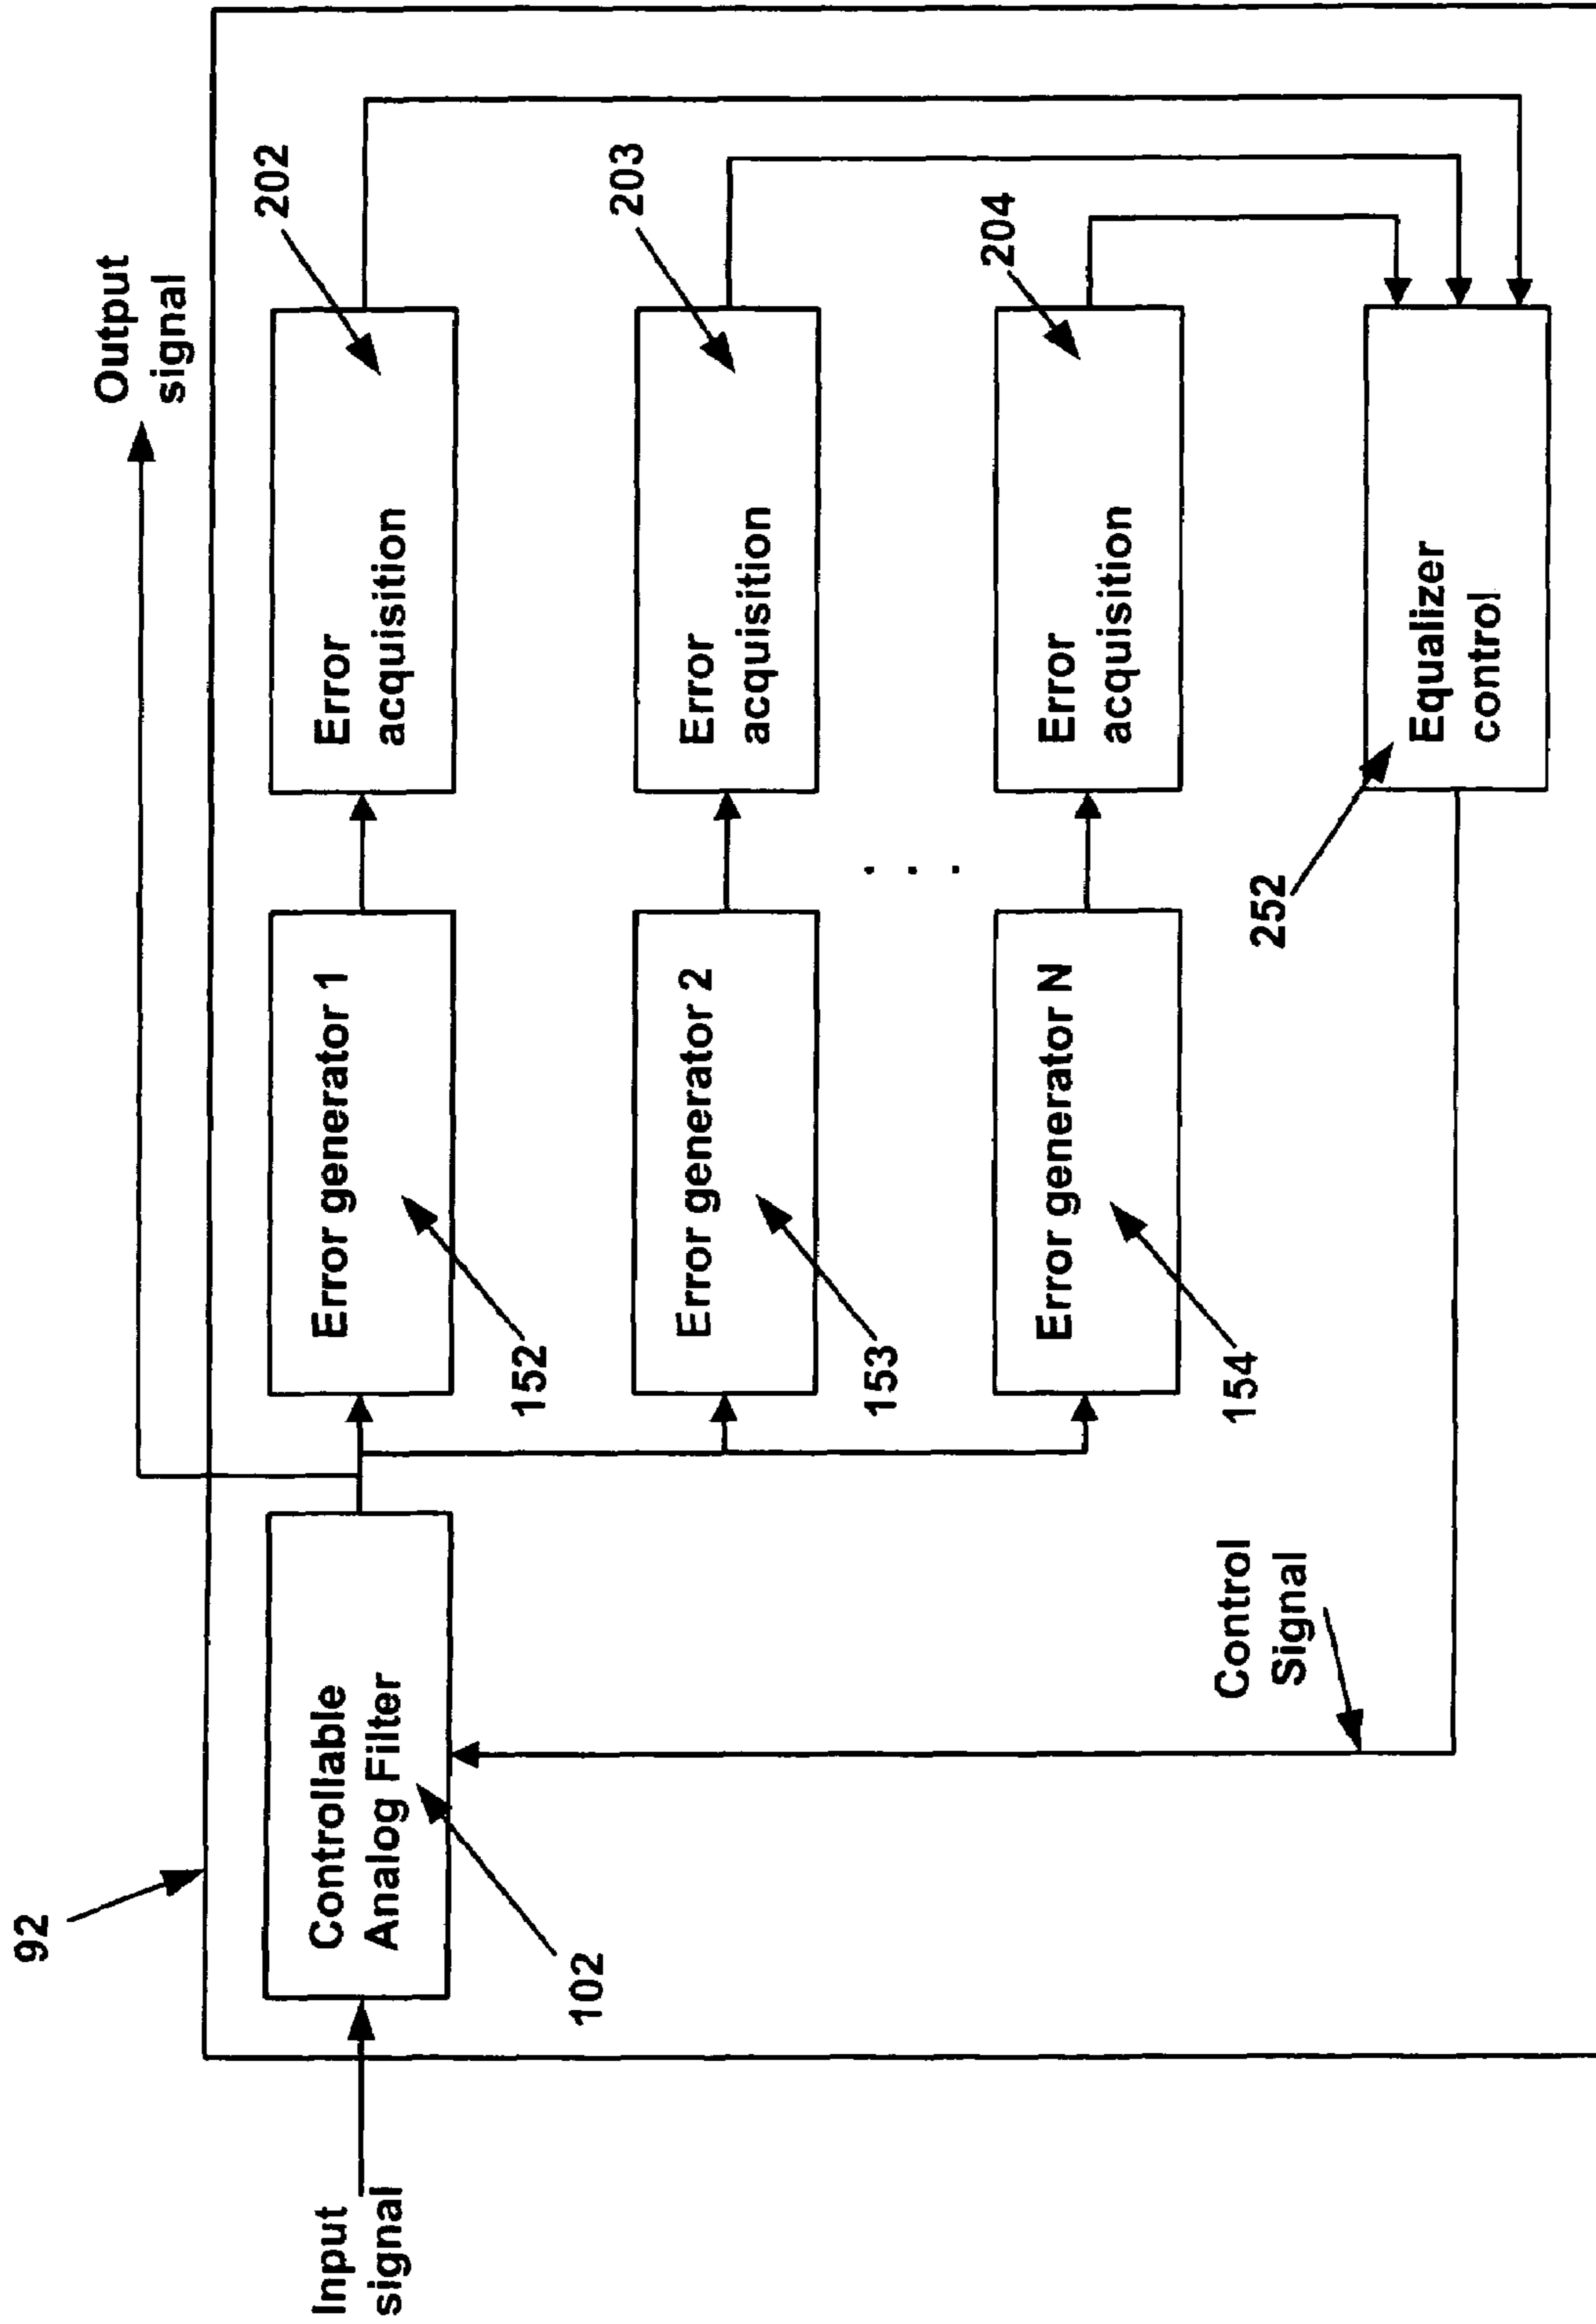 92
Output
signal
Input
signal
Controllable
Analog Filter
102
Error generator 1
152
Error
acquisition
202
Error generator 2
153
Error
acquisition
203
. . .
Error generator N
154
Error
acquisition
204
Control
Signal
252
Equalizer
control